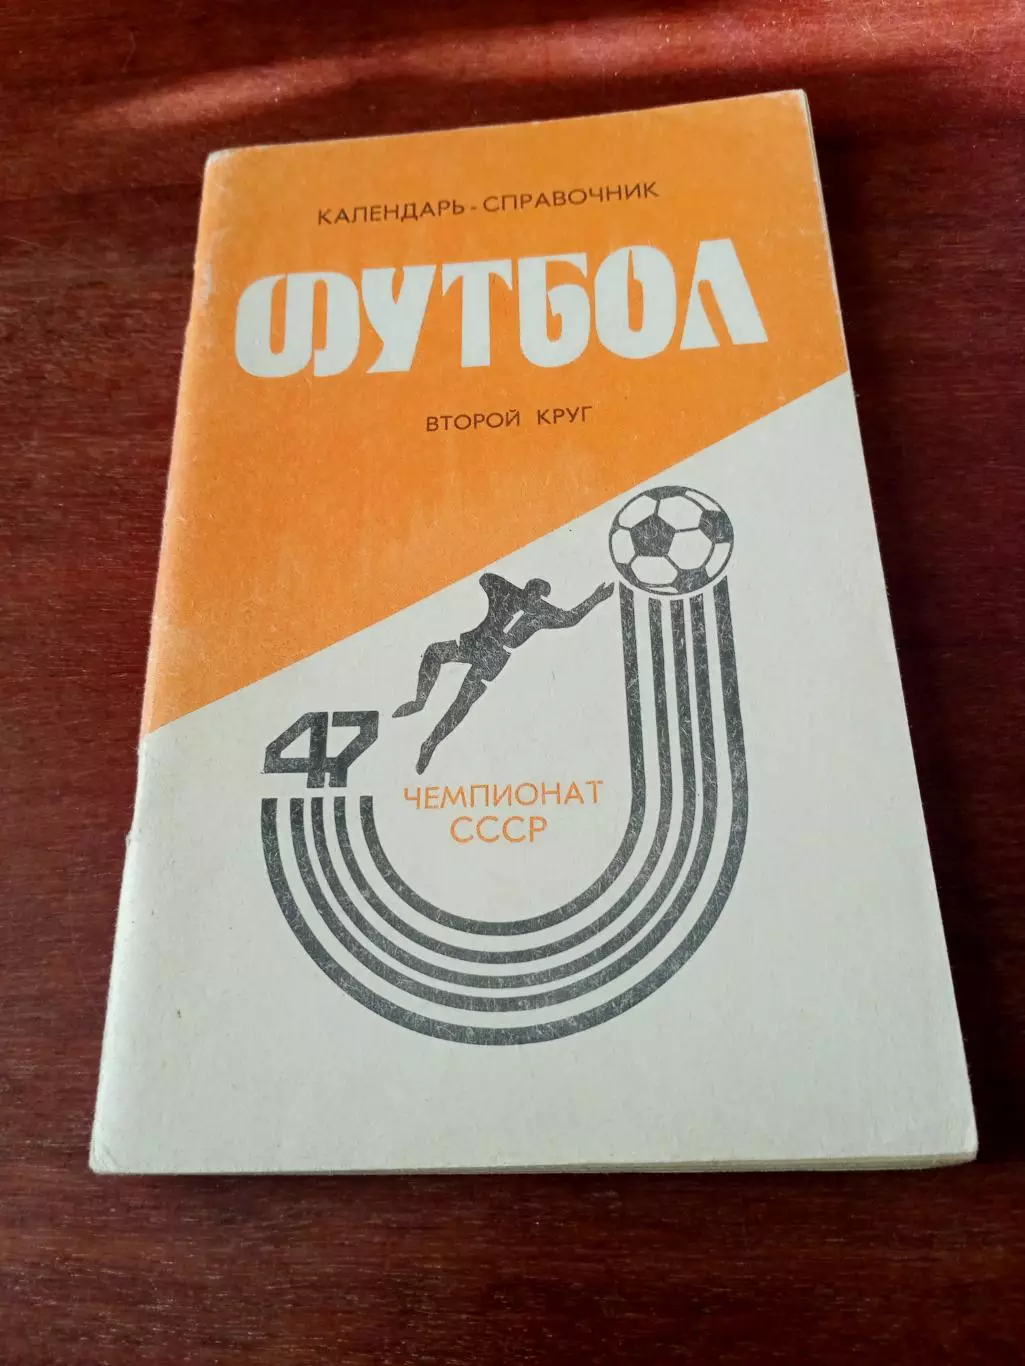 КАЛЕНДАРЬ-СПРАВОЧНИК
ФУТБОЛ
ВТОРОЙ КРУГ
47
ЧЕМПИОНАТ
СССР